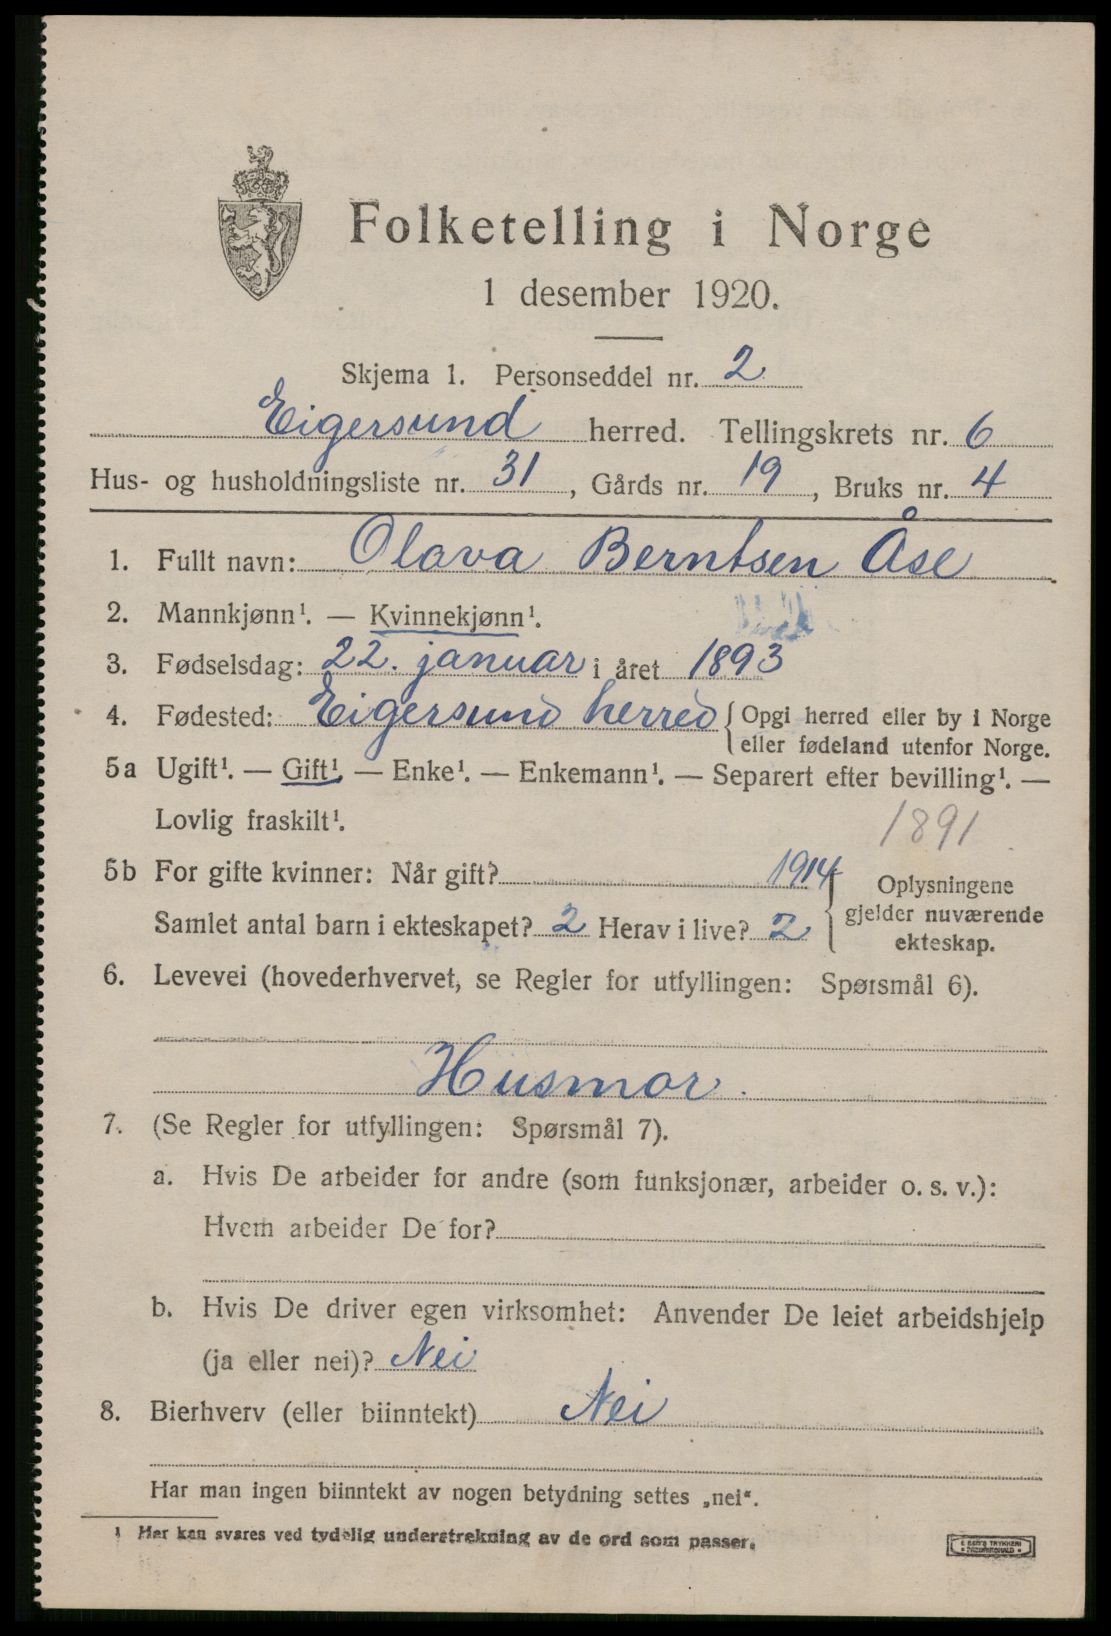 Folketelling i Norge
1 desember 1920.
Skjema 1. Personseddel nr. 2
Eigersund herred. Tellingskrets nr. 6
Hus- og husholdningsliste nr. 31, Gårds nr. 19, Bruks nr. 4
1. Fullt navn: Olava Berntsen Åse
2. Mannkjønn¹. — Kvinnekjønn¹.
3. Fødselsdag: 22. januar i året 1893
4. Fødested: Eigersund herred { Opgi herred eller by i Norge
eller fødeland utenfor Norge.
5a Ugift¹. — Gift¹. — Enke¹. — Enkemann¹. — Separert efter bevilling¹. —
Lovlig fraskilt¹.
1891
5b For gifte kvinner: Når gift? 1914
Samlet antal barn i ekteskapet? 2 Herav i live? 2
{ Oplysningene
gjelder nuværende
ekteskap.
6. Levevei (hovederhvervet, se Regler for utfyllingen: Spørsmål 6).
Husmor.
7. (Se Regler for utfyllingen: Spørsmål 7).
a. Hvis De arbeider for andre (som funksjonær, arbeider o. s. v.):
Hvem arbeider De for?
b. Hvis De driver egen virksomhet: Anvender De leiet arbeidshjelp
(ja eller nei)? Nei
8. Bierhverv (eller biinntekt) Nei
Har man ingen biinntekt av nogen betydning settes „nei“.
¹ Her kan svares ved tydelig understrekning av de ord som passer.
E SEM'S TRYKKERI
FREDRIKSHALD